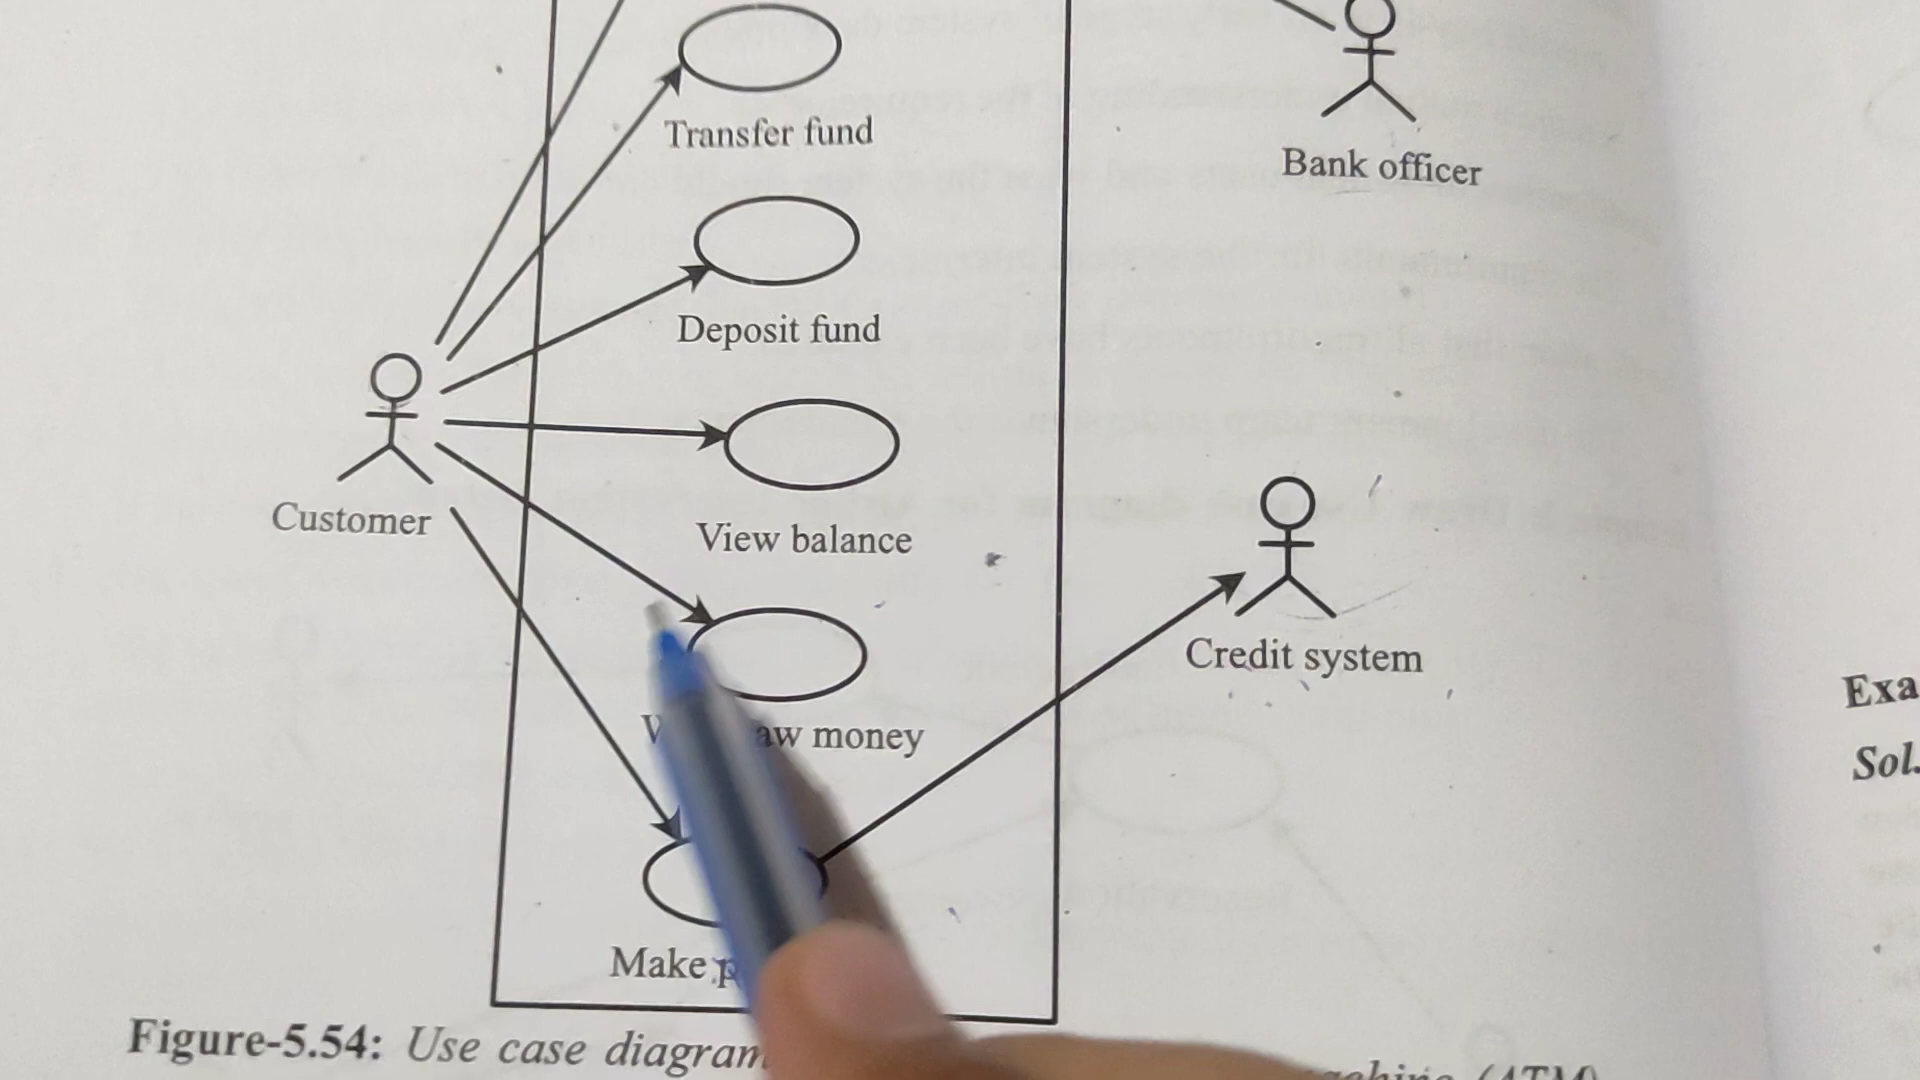 Transfer fund
Bank officer
Deposit fund
Customer
View balance
Credit system
aw money
Make p
Exa
Sol.
Figure-5.54: Use case diagram (ATM)